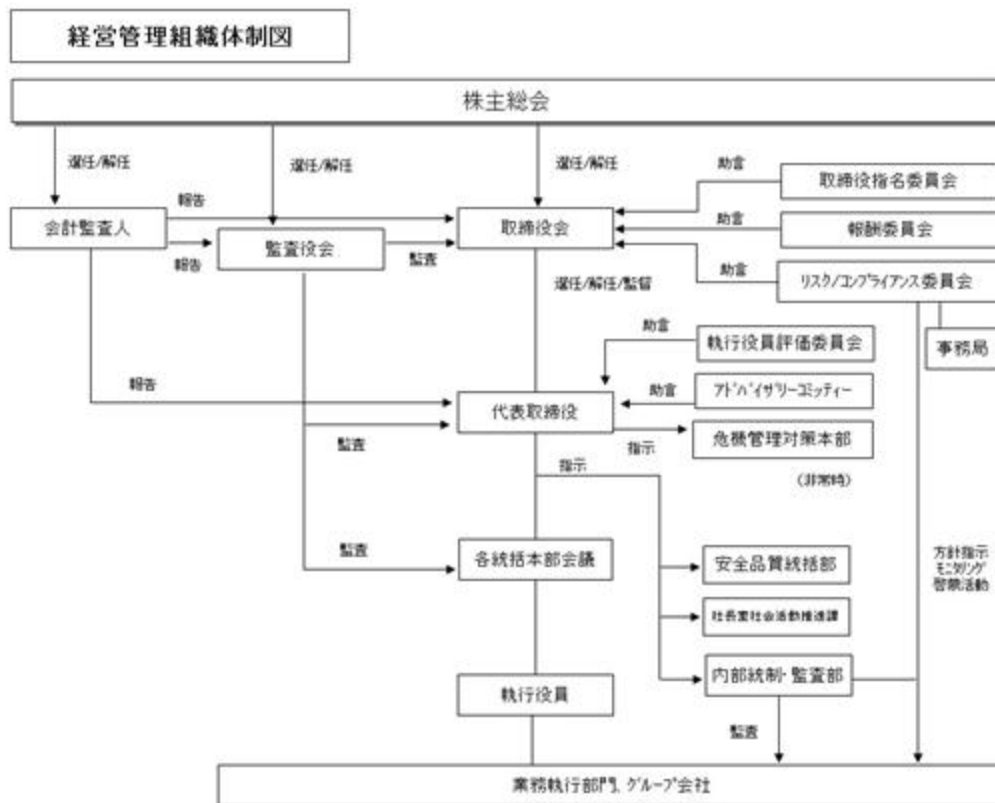 経営管理組織体制図
株主総会
選任/解任
選任/解任
選任/解任
助言
取締役指名委員会
会計監査人
報告
取締役会
助言
報酬委員会
報告
監査役会
監査
助言
リスク/コンプライアンス委員会
選任/解任/監督
事務局
助言
執行役員評価委員会
報告
助言
アドバイザリーコミッティー
代表取締役
監査
指示
危機管理対策本部
(非常時)
指示
監査
各統括本部会議
安全品質統括部
方針指示
モニタリング
啓蒙活動
社長室社会活動推進課
内部統制・監査部
執行役員
監査
業務執行部門、グループ会社